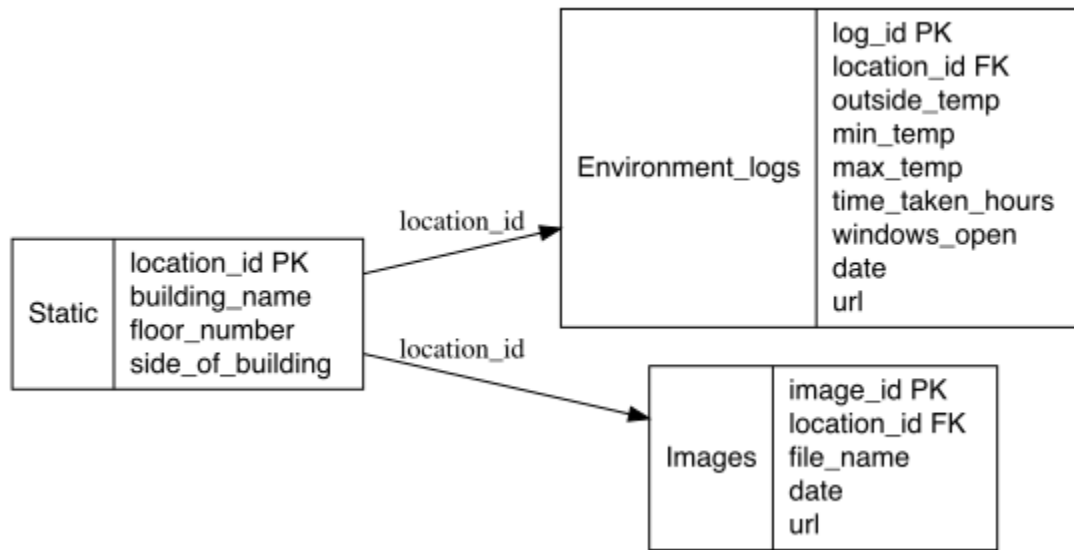 Static
location_id PK
building_name
floor_number
side_of_building
location_id
location_id
Environment_logs
log_id PK
location_id FK
outside_temp
min_temp
max_temp
time_taken_hours
windows_open
date
url
Images
image_id PK
location_id FK
file_name
date
url